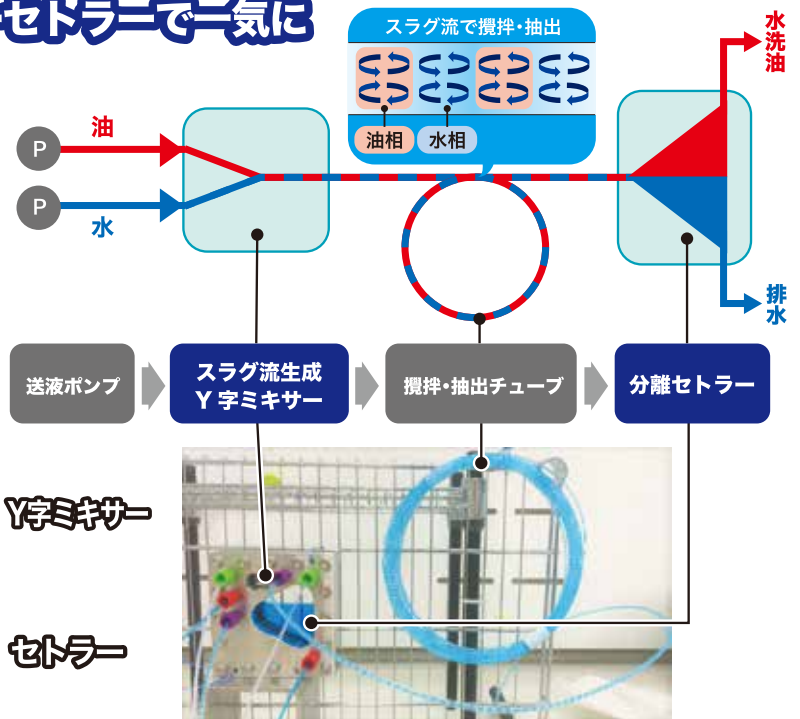 セトラーで一気に
スラグ流で攪拌・抽出
油相
水相
水洗油
油
P
P
水
排水
送液ポンプ
スラグ流生成
Y字ミキサー
攪拌・抽出チューブ
分離セトラー
Y字ミキサー
セトラー